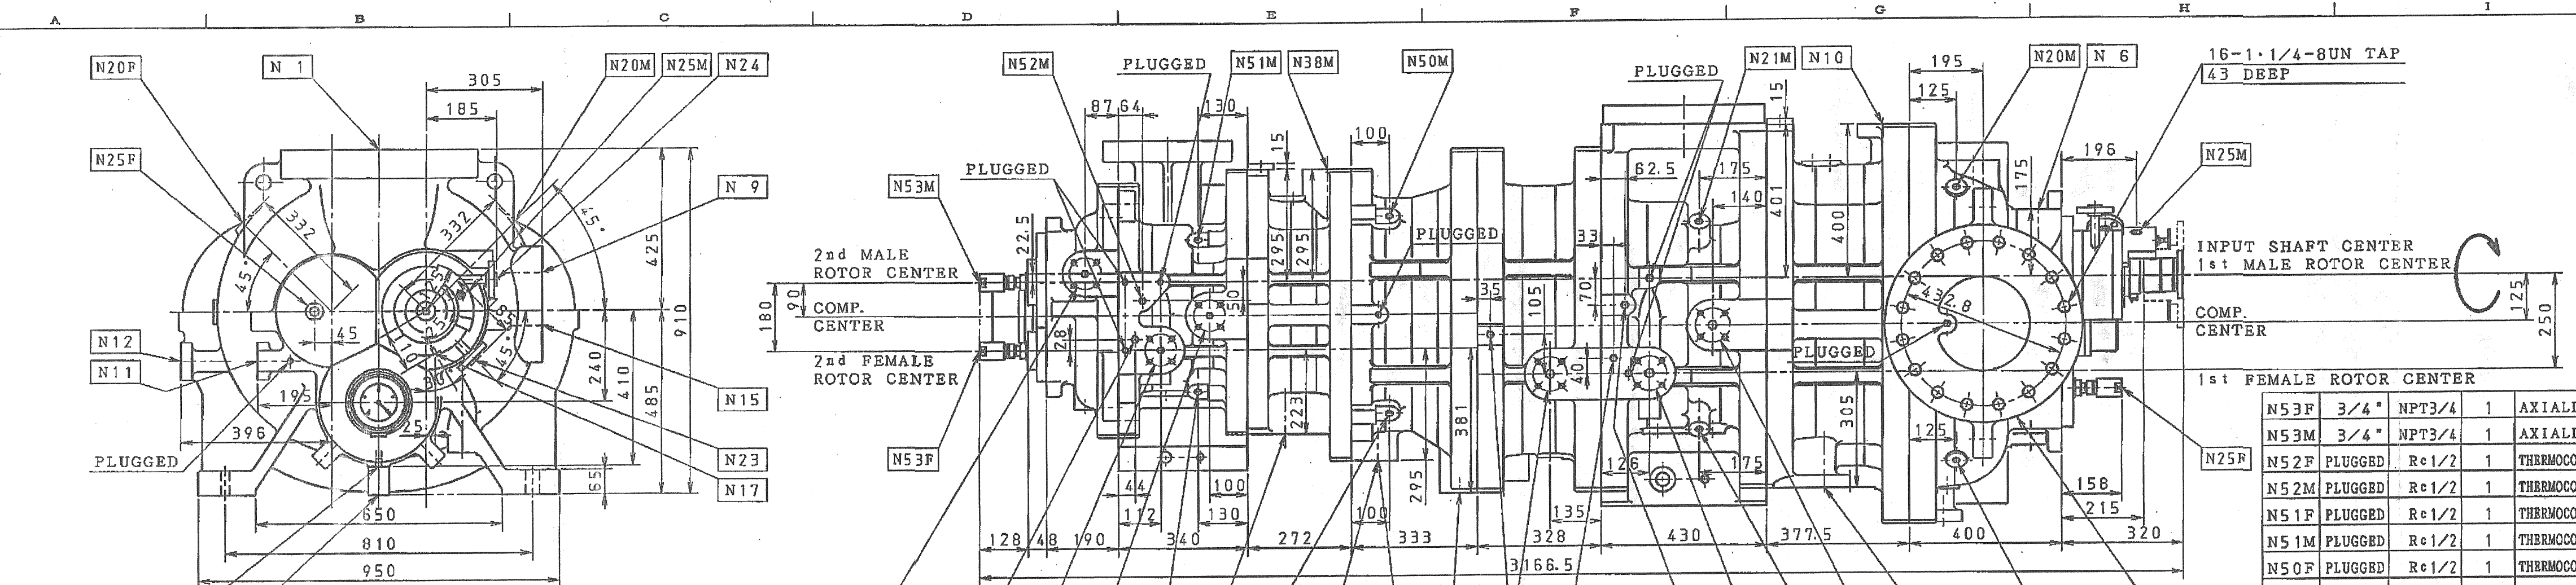 A B C D E F G H I
N20F
N 1
N20M N25M N24
305
185
N25F
N 9
332
332
45°
45°
425
910
N12
N11
45
195
396
PLUGGED
240
410
485
65
25
N15
N23
N17
650
810
950
N52M
PLUGGED
N51M
N38M
N50M
PLUGGED
N21M
N10
195
N20M
N 6
16-1・1/4-8UN TAP
43 DEEP
87 64
130
15
100
15
125
PLUGGED
N53M
62.5
175
140
401
400
175
196
N25M
22.5
295
295
PLUGGED
33
2nd MALE
ROTOR CENTER
INPUT SHAFT CENTER
1st MALE ROTOR CENTER
180
90
COMP.
CENTER
50
35
105
70
432.8
125
250
COMP.
CENTER
28
2nd FEMALE
ROTOR CENTER
40
PLUGGED
1st FEMALE ROTOR CENTER
N53F
223
381
305
125
N25F
44
100
295
126
175
158
112
130
100
135
215
128 48 190 340 272 333 328 430 377.5 400 320
3166.5
N53F 3/4" NPT3/4 1
N53M 3/4" NPT3/4 1
N52F PLUGGED Rc1/2 1
N52M PLUGGED Rc1/2 1
N51F PLUGGED Rc1/2 1
N51M PLUGGED Rc1/2 1
N50F PLUGGED Rc1/2 1